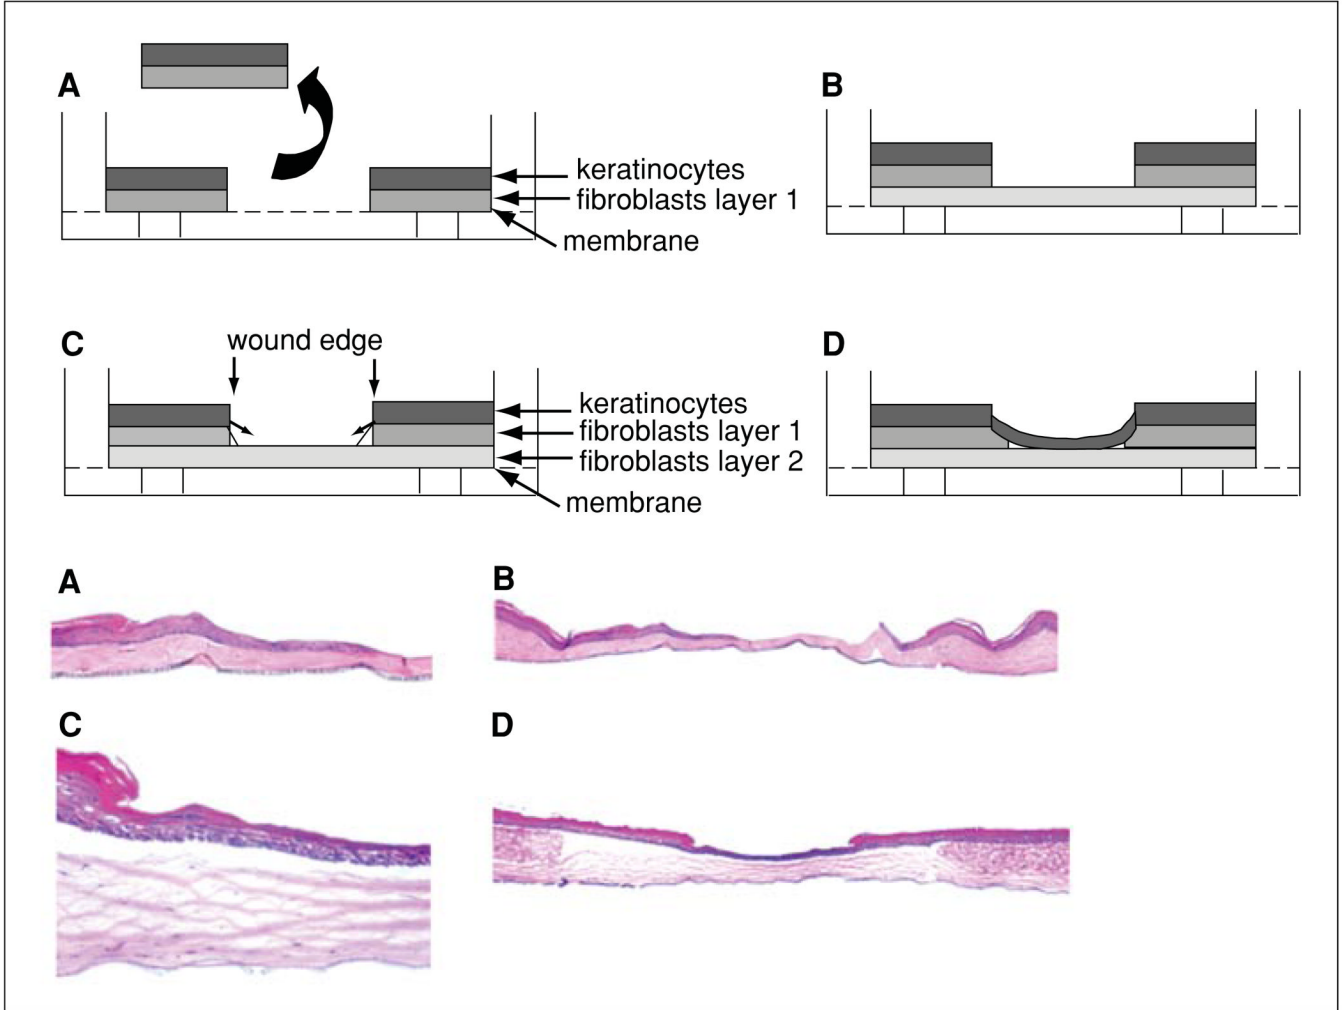 A
B
keratinocytes
fibroblasts layer 1
membrane
C
wound edge
D
keratinocytes
fibroblasts layer 1
fibroblasts layer 2
membrane
A
B
C
D